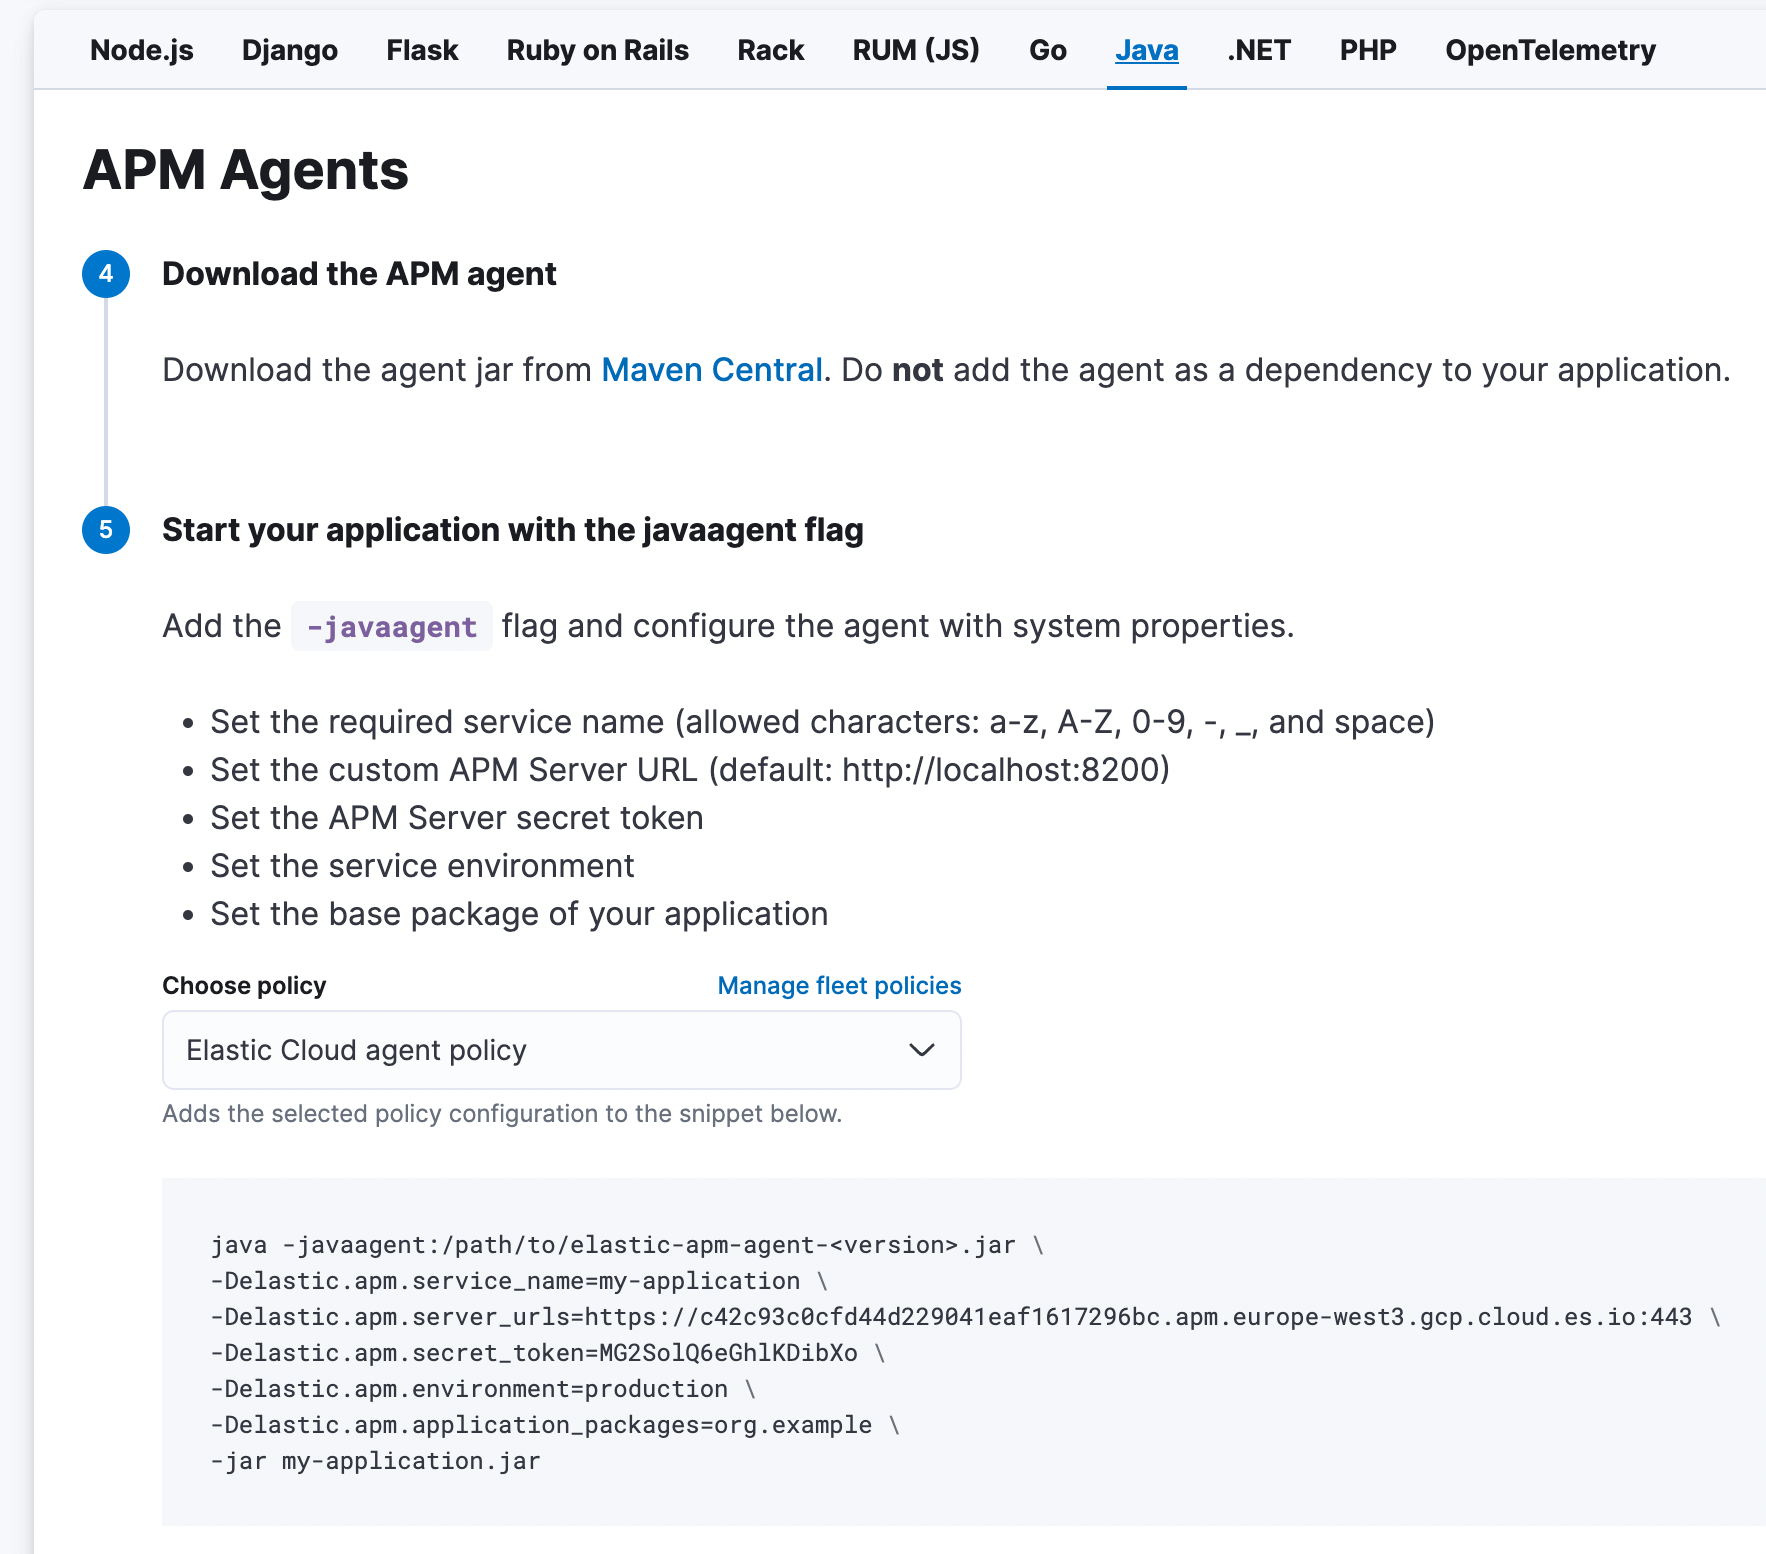 Node.js Django Flask Ruby on Rails Rack RUM (JS) Go Java .NET PHP OpenTelemetry
APM Agents
4 Download the APM agent
Download the agent jar from Maven Central. Do not add the agent as a dependency to your application.
5 Start your application with the javaagent flag
Add the -javaagent flag and configure the agent with system properties.
• Set the required service name (allowed characters: a-z, A-Z, 0-9, -, _, and space)
• Set the custom APM Server URL (default: http://localhost:8200)
• Set the APM Server secret token
• Set the service environment
• Set the base package of your application
Choose policy Manage fleet policies
Elastic Cloud agent policy
Adds the selected policy configuration to the snippet below.
java -javaagent:/path/to/elastic-apm-agent-<version>.jar \
-Delastic.apm.service_name=my-application \
-Delastic.apm.server_urls=https://c42c93c0cfd44d229041eaf1617296bc.apm.europe-west3.gcp.cloud.es.io:443 \
-Delastic.apm.secret_token=MG2SolQ6eGhlKDibXo \
-Delastic.apm.environment=production \
-Delastic.apm.application_packages=org.example \
-jar my-application.jar